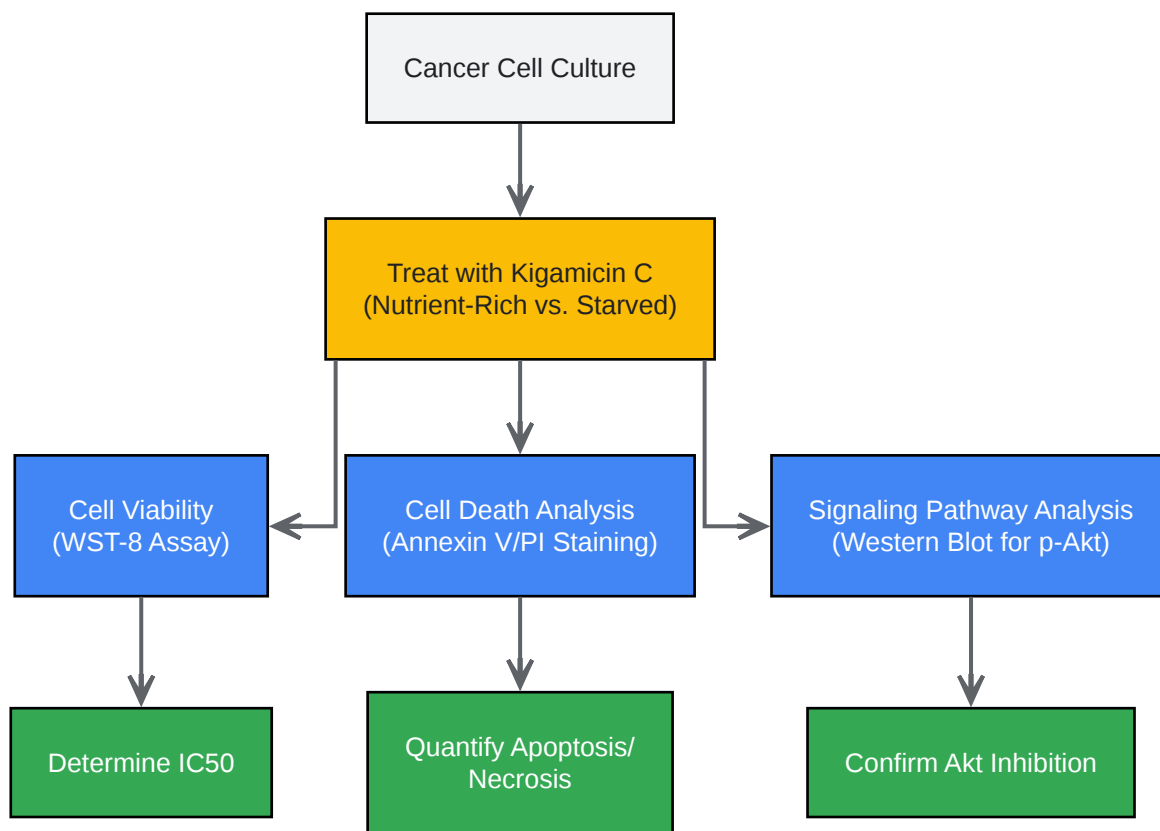 Cancer Cell Culture
Treat with Kigamicin C
(Nutrient-Rich vs. Starved)
Cell Viability
(WST-8 Assay)
Cell Death Analysis
(Annexin V/PI Staining)
Signaling Pathway Analysis
(Western Blot for p-Akt)
Determine IC50
Quantify Apoptosis/
Necrosis
Confirm Akt Inhibition